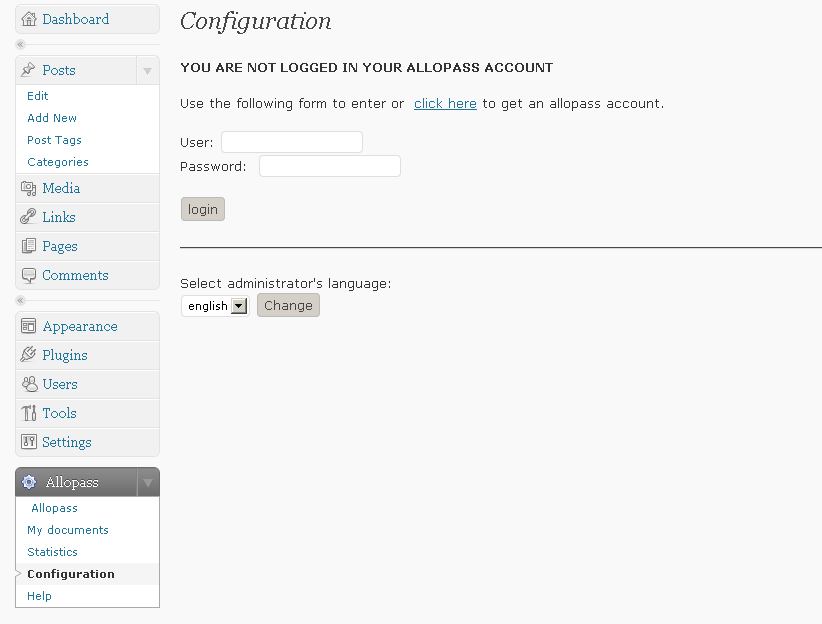 Dashboard
Posts
Edit
Add New
Post Tags
Categories
Media
Links
Pages
Comments
Appearance
Plugins
Users
Tools
Settings
Allopass
Allopass
My documents
Statistics
Configuration
Help
Configuration
YOU ARE NOT LOGGED IN YOUR ALLOPASS ACCOUNT
Use the following form to enter or click here to get an allopass account.
User:
Password:
login
Select administrator's language:
english Change